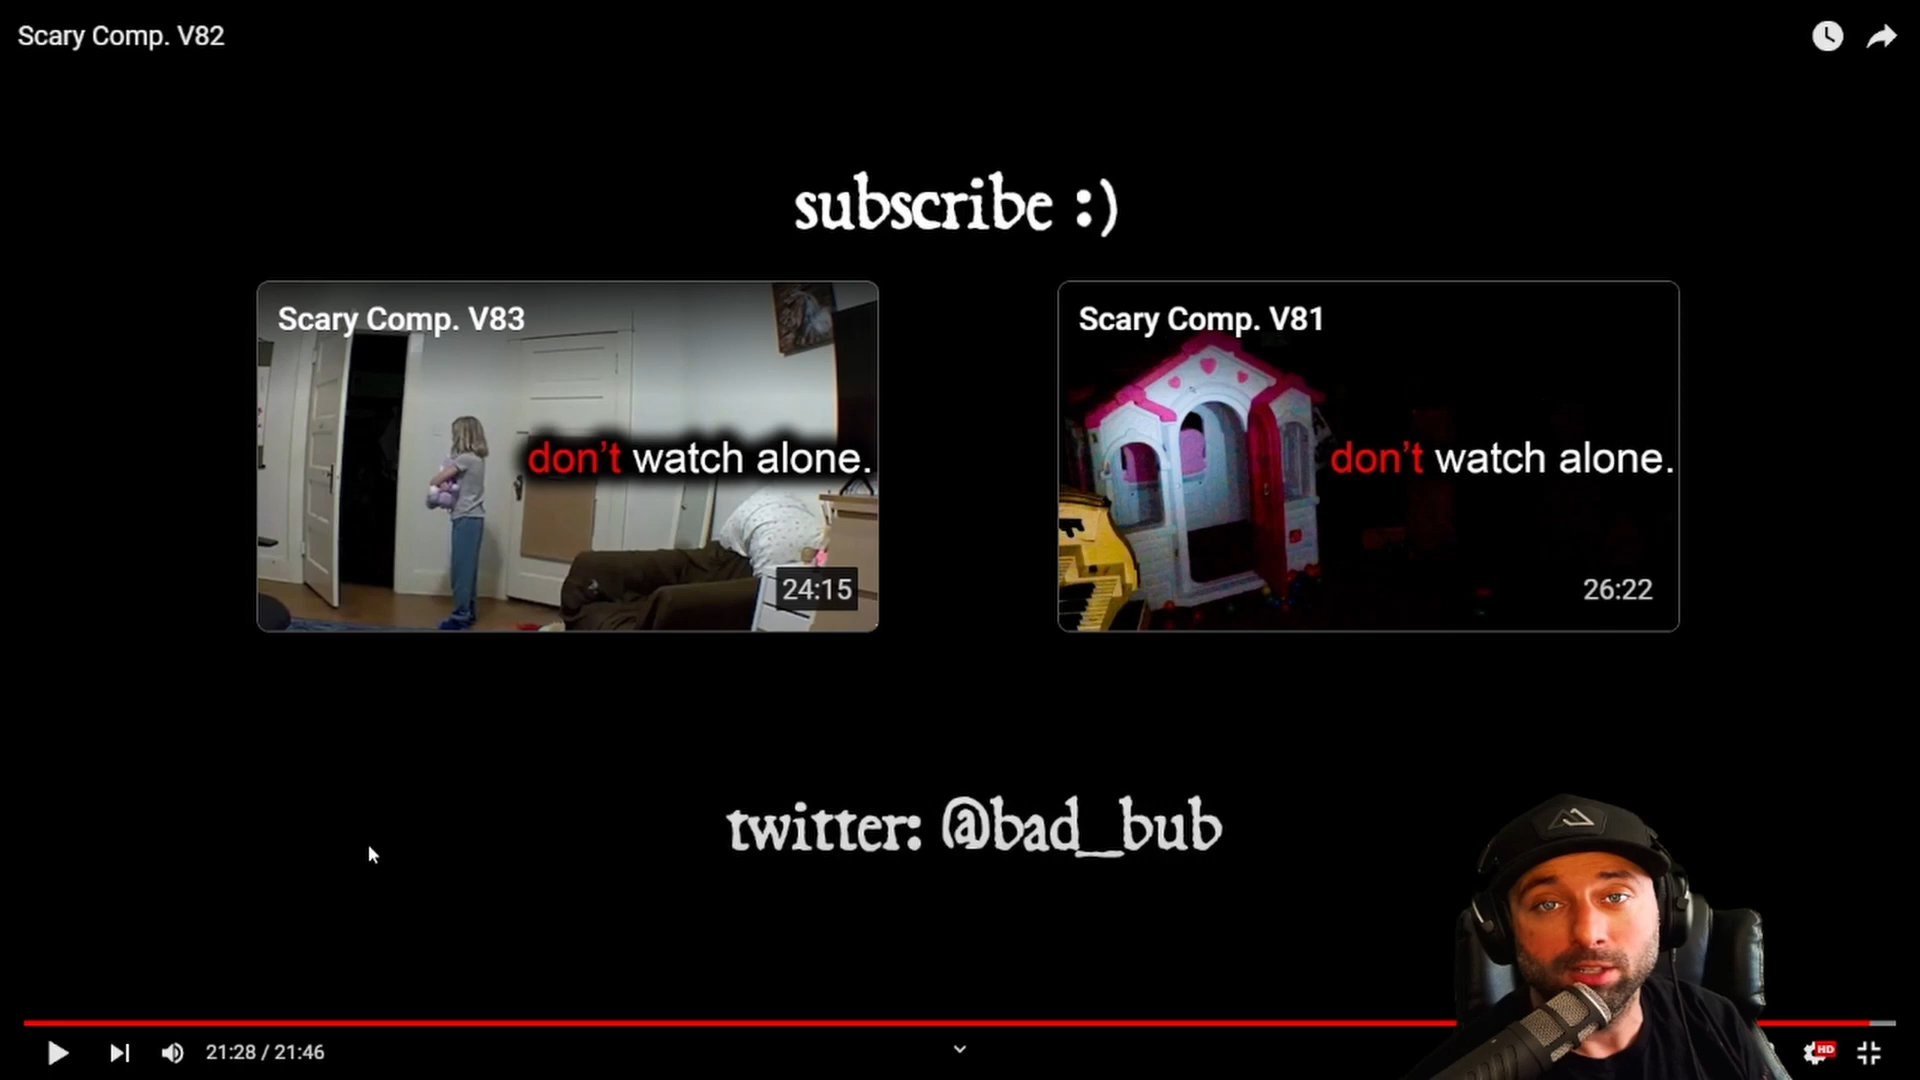 Scary Comp. V82
subscribe :)
Scary Comp. V83
don't watch alone.
24:15
Scary Comp. V81
don't watch alone.
26:22
twitter: @bad_bub
21:28 / 21:46
HD